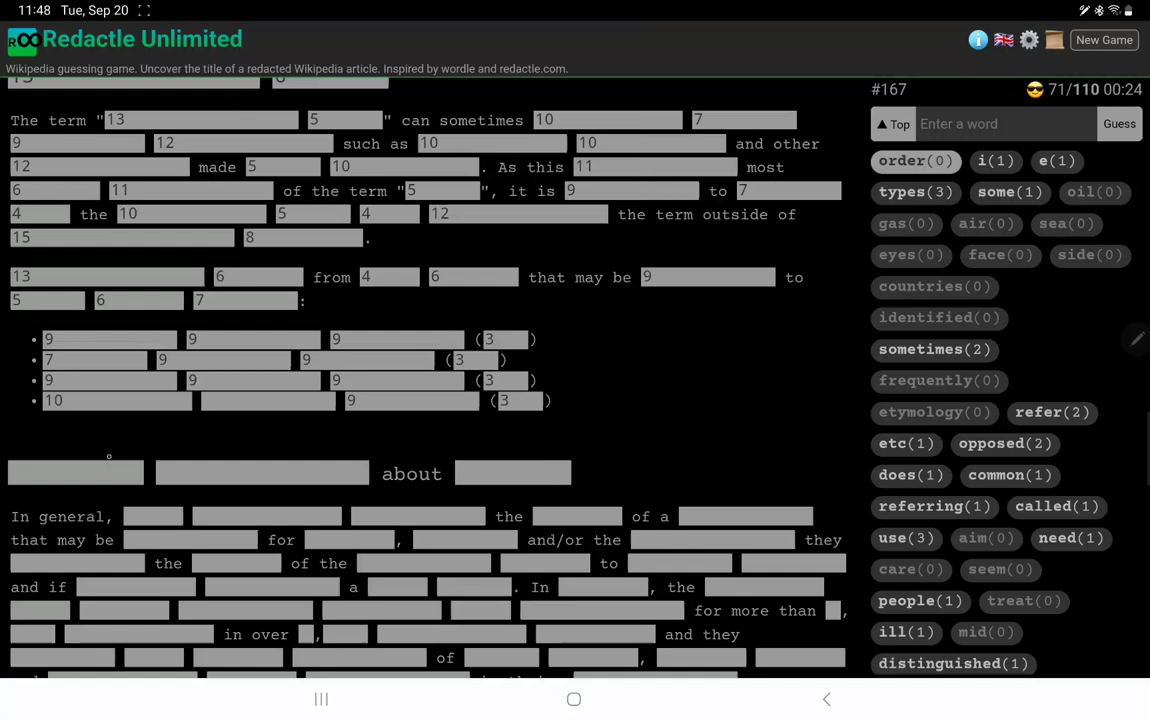 11:48 Tue, Sep 20
Redactle Unlimited
New Game
Wikipedia guessing game. Uncover the title of a redacted Wikipedia article. Inspired by wordle and redactle.com.
#167 71/110 00:24
The term "13 5" can sometimes 10 7
▲ Top Enter a word Guess
9 12 such as 10 10 and other
12 made 5 10. As this 11 most
6 11 of the term "5", it is 9 to 7
4 the 10 5 4 12 the term outside of
15 8.
13 6 from 4 6 that may be 9 to
5 6 7:
• 9 9 9 (3)
• 7 9 9 (3)
• 9 9 9 (3)
• 10 9 (3)
about
In general, the of a
that may be for , and/or the they
the of the to
and if a . In , the
for more than ,
in over , and they
of ,
order(0) i(1) e(1)
types(3) some(1) oil(0)
gas(0) air(0) sea(0)
eyes(0) face(0) side(0)
countries(0)
identified(0)
sometimes(2)
frequently(0)
etymology(0) refer(2)
etc(1) opposed(2)
does(1) common(1)
referring(1) called(1)
use(3) aim(0) need(1)
care(0) seem(0)
people(1) treat(0)
ill(1) mid(0)
distinguished(1)